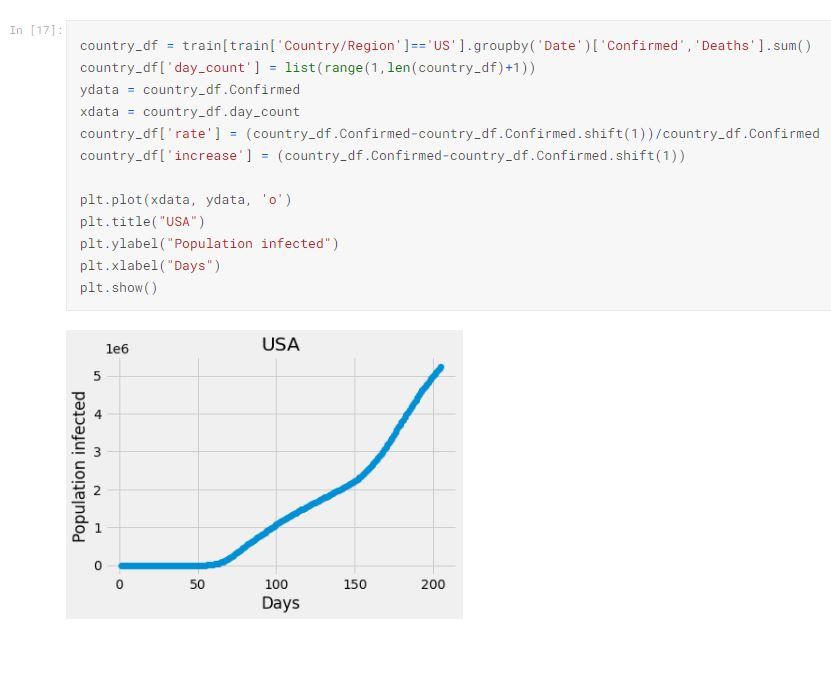 In [17]:
country_df = train[train['Country/Region']=='US'].groupby('Date')['Confirmed','Deaths'].sum()
country_df['day_count'] = list(range(1,len(country_df)+1))
ydata = country_df.Confirmed
xdata = country_df.day_count
country_df['rate'] = (country_df.Confirmed-country_df.Confirmed.shift(1))/country_df.Confirmed
country_df['increase'] = (country_df.Confirmed-country_df.Confirmed.shift(1))
plt.plot(xdata, ydata, 'o')
plt.title("USA")
plt.ylabel("Population infected")
plt.xlabel("Days")
plt.show()
USA
1e6
Population infected
5
4
3
2
1
0
0 50 100 150 200
Days